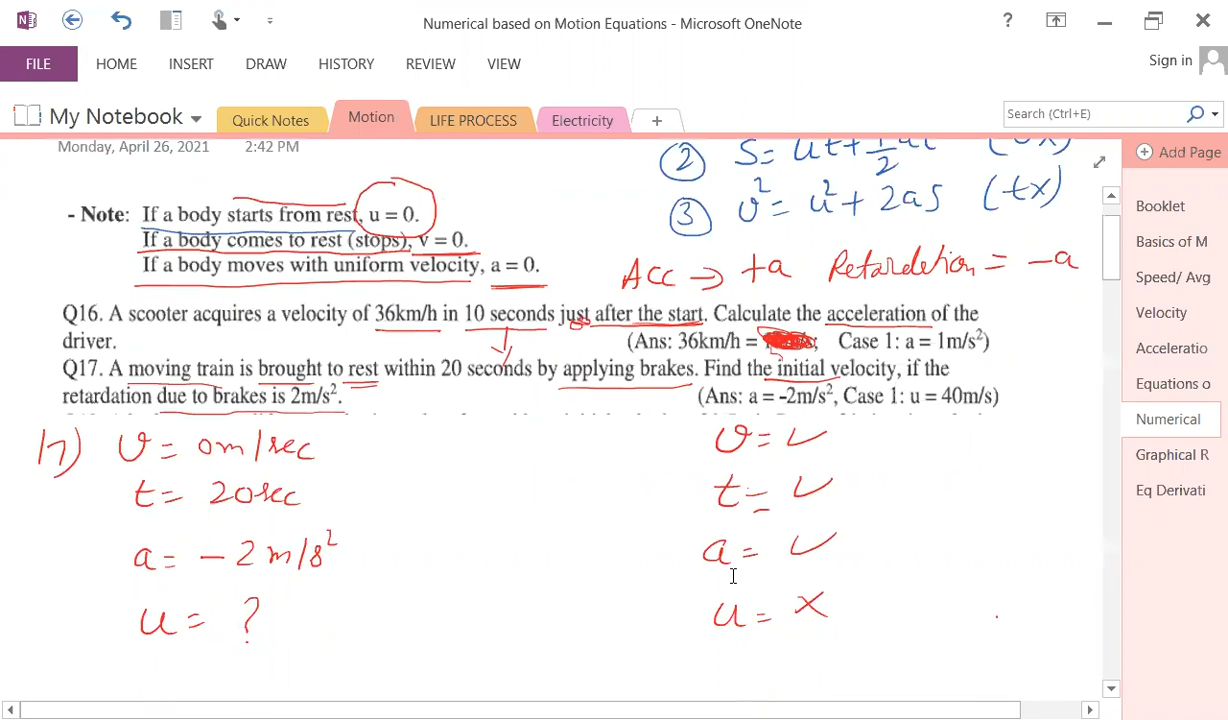 Numerical based on Motion Equations - Microsoft OneNote
?
Sign in
FILE HOME INSERT DRAW HISTORY REVIEW VIEW
My Notebook Quick Notes Motion LIFE PROCESS Electricity + Search (Ctrl+E)
Monday, April 26, 2021 2:42 PM
Add Page
② S= ut+ 1/2
③ v²= u²+ 2as (tx)
- Note: If a body starts from rest, u = 0.
If a body comes to rest (stops), v = 0.
If a body moves with uniform velocity, a = 0.
Acc → +a Retardetion = -a
Q16. A scooter acquires a velocity of 36km/h in 10 seconds just after the start. Calculate the acceleration of the
driver. (Ans: 36km/h = Case 1: a = 1m/s²)
Q17. A moving train is brought to rest within 20 seconds by applying brakes. Find the initial velocity, if the
retardation due to brakes is 2m/s². (Ans: a = -2m/s², Case 1: u = 40m/s)
17) v= 0m/sec
t= 20sec
a= -2m/s²
u= ?
v= ✓
t= ✓
a= ✓
u= ×
Booklet
Basics of M
Speed/ Avg
Velocity
Acceleratio
Equations o
Numerical
Graphical R
Eq Derivati